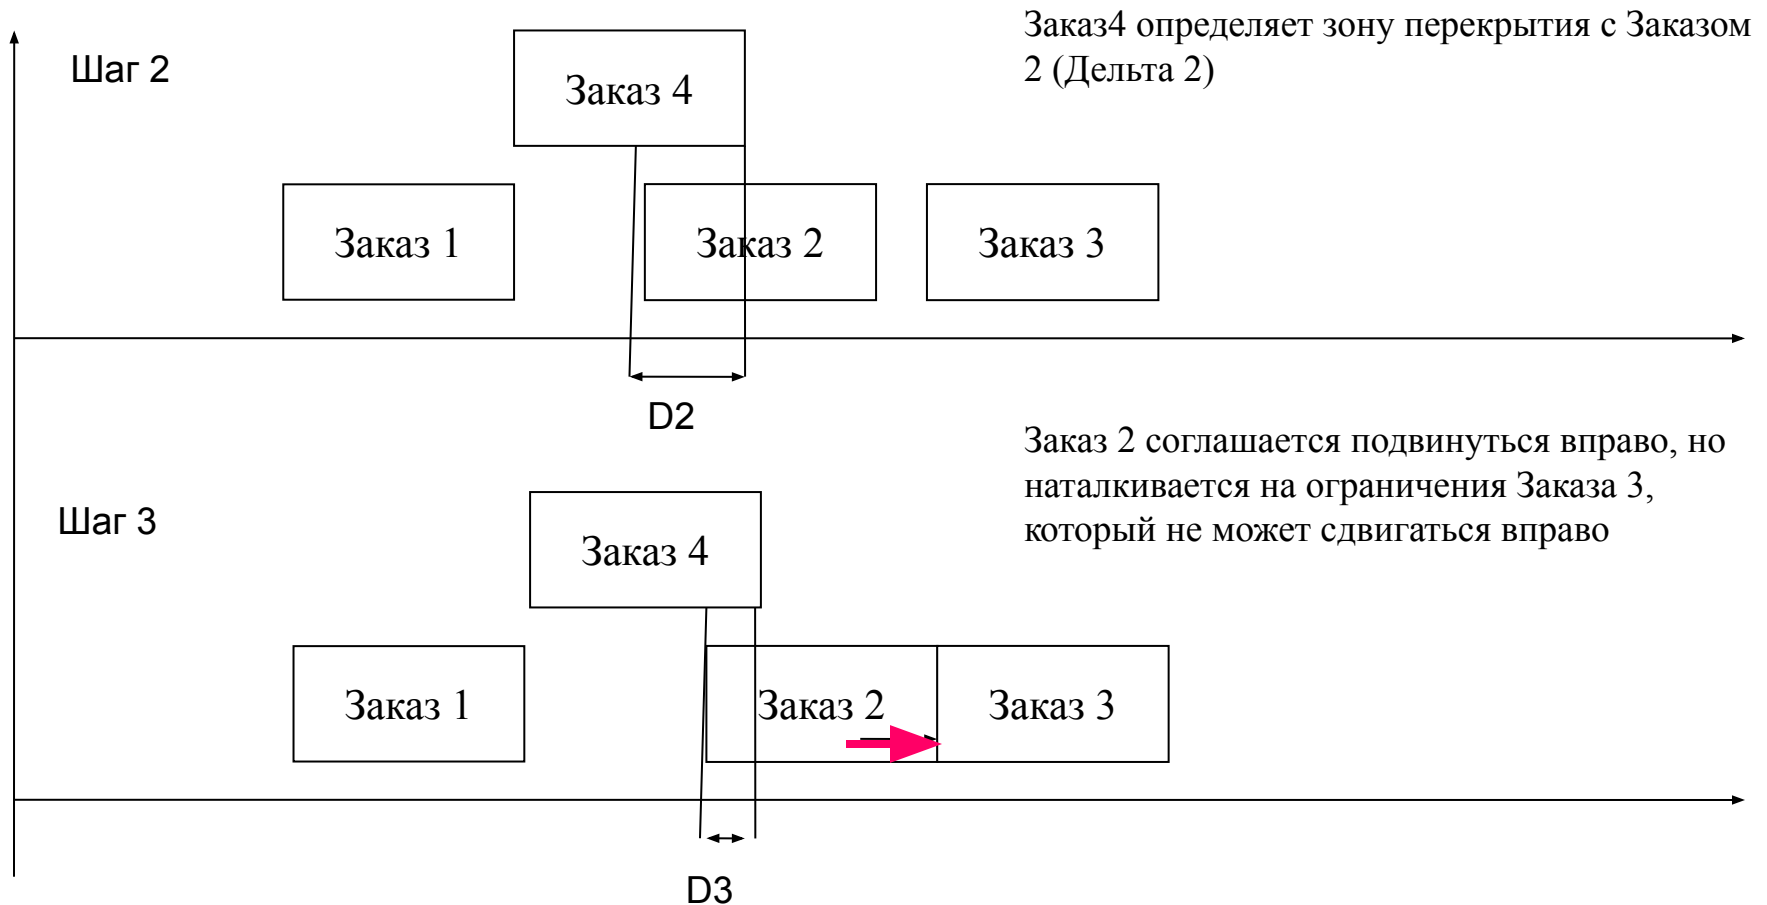 Заказ4 определяет зону перекрытия с Заказом
2 (Дельта 2)
Шаг 2
Заказ 4
Заказ 1
Заказ 2
Заказ 3
D2
Заказ 2 соглашается подвинуться вправо, но
наталкивается на ограничения Заказа 3,
который не может сдвигаться вправо
Шаг 3
Заказ 4
Заказ 1
Заказ 2
Заказ 3
D3